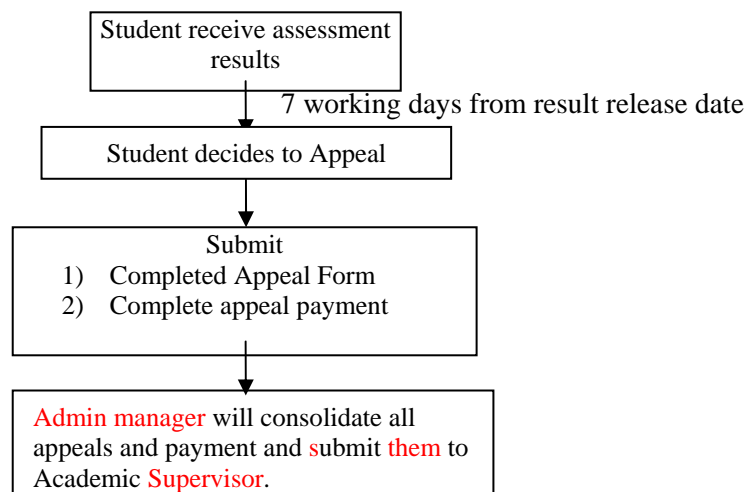 Student receive assessment
results
7 working days from result release date
Student decides to Appeal
Submit
1) Completed Appeal Form
2) Complete appeal payment
Admin manager will consolidate all
appeals and payment and submit them to
Academic Supervisor.